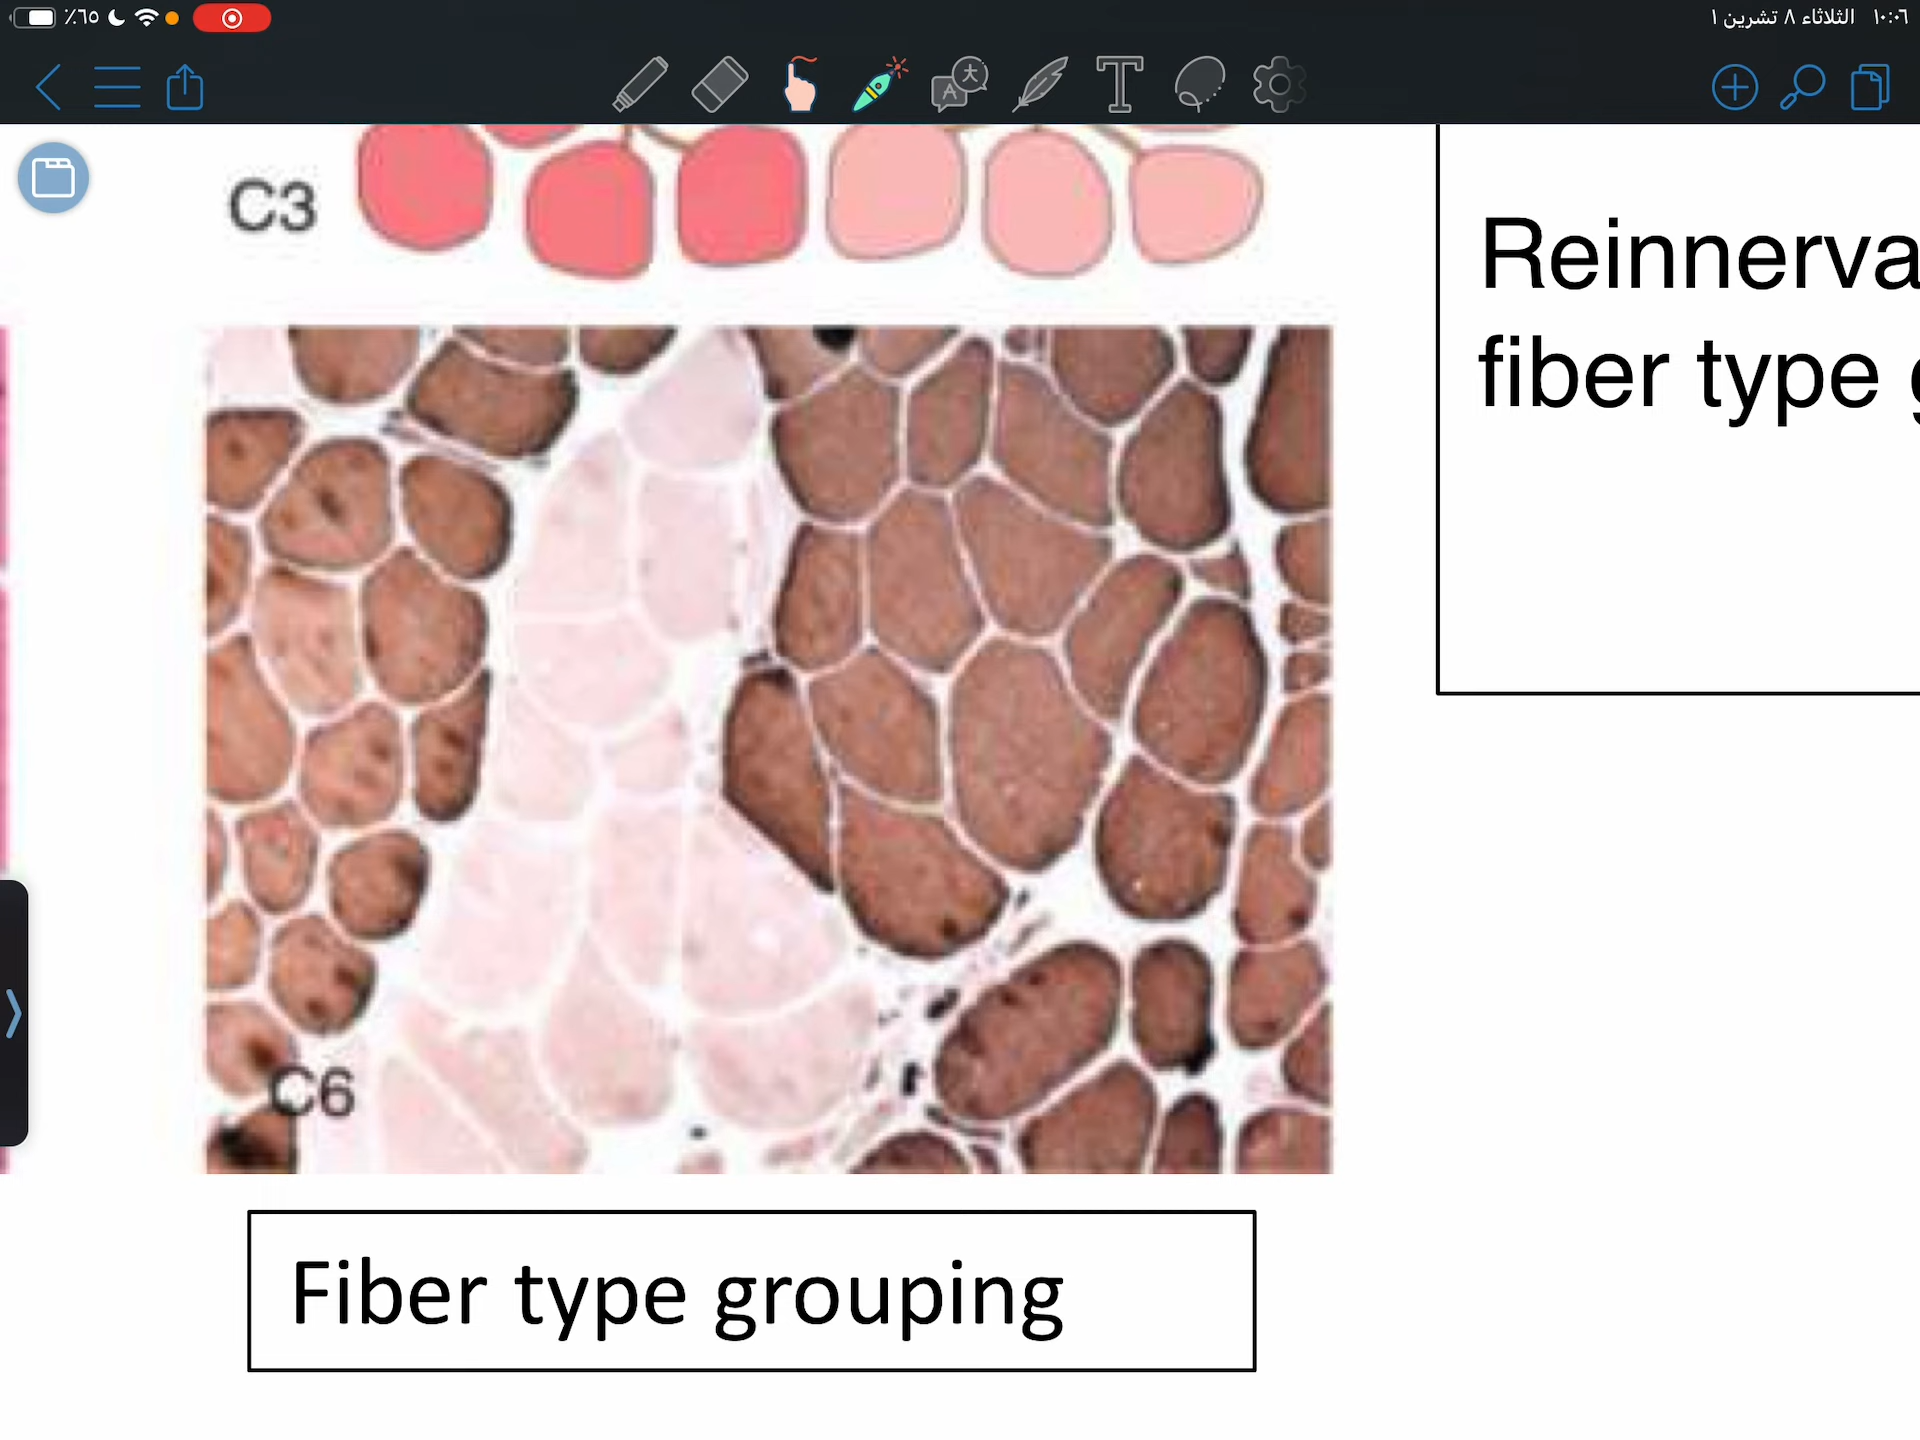 ٪٦٥
الثلاثاء ٨ تشرين ١ ١٠:٠٦
C3
Reinnerva
fiber type
C6
Fiber type grouping